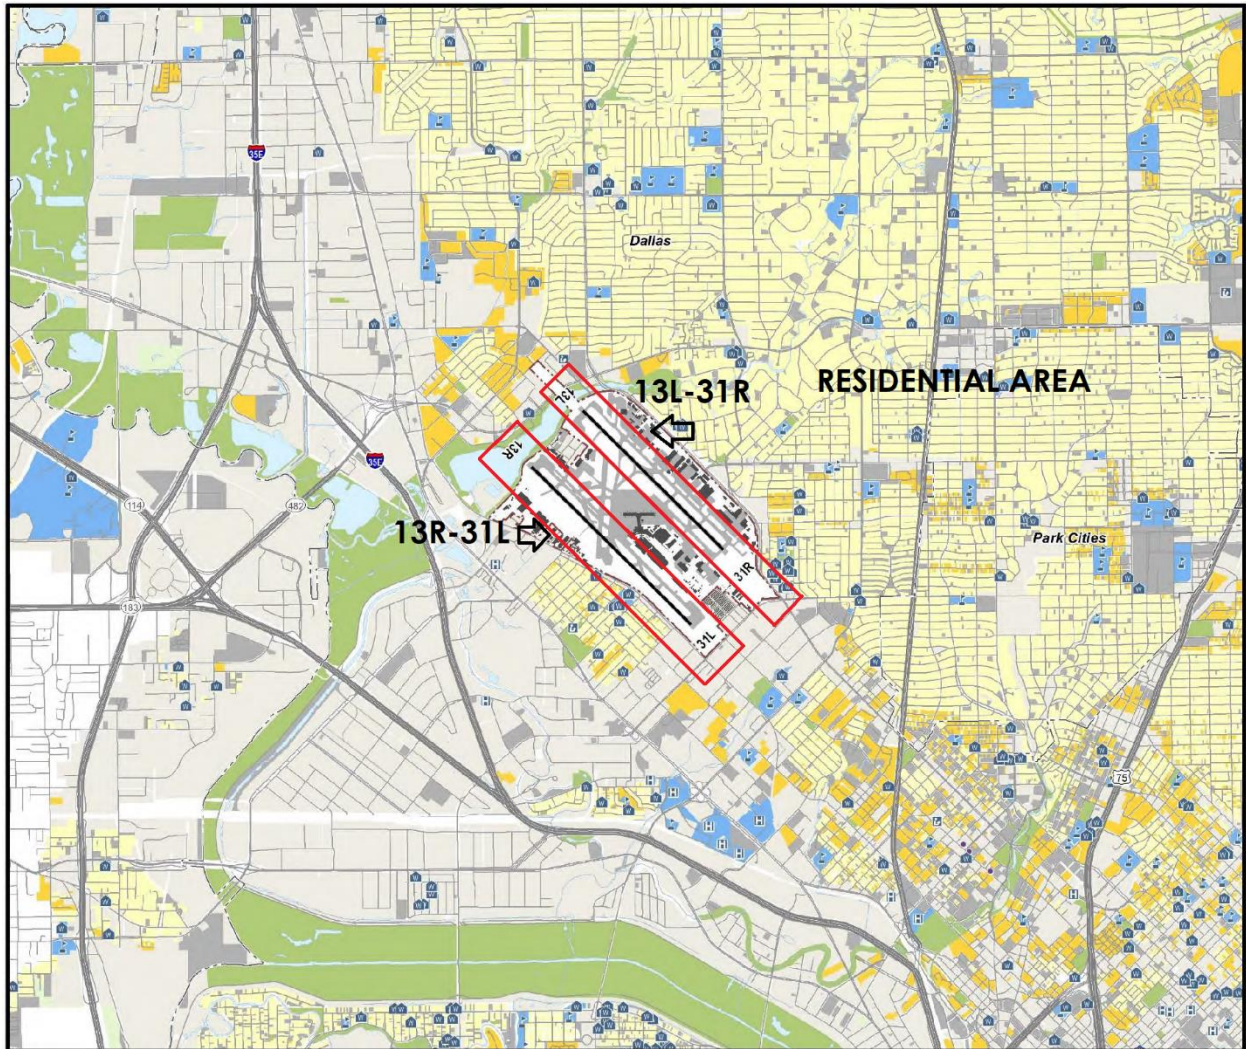 35E
Dallas
13L
13L-31R
RESIDENTIAL AREA
13R
35E
114
482
13R-31L
Park Cities
31R
183
31L
75
H
H
H
H
H
H
H
H
H